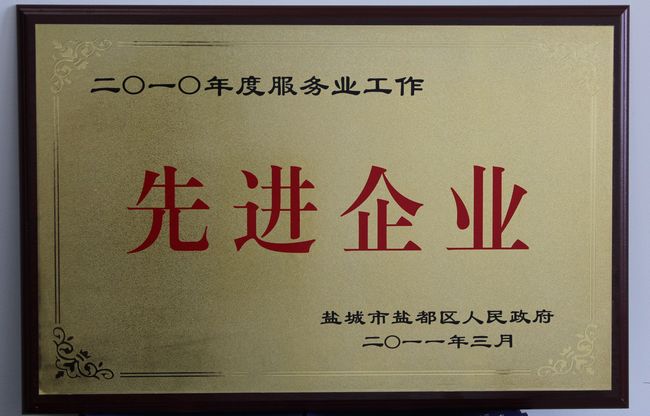 二〇一〇年度服务业工作
先进企业
盐城市盐都区人民政府
二〇一一年三月